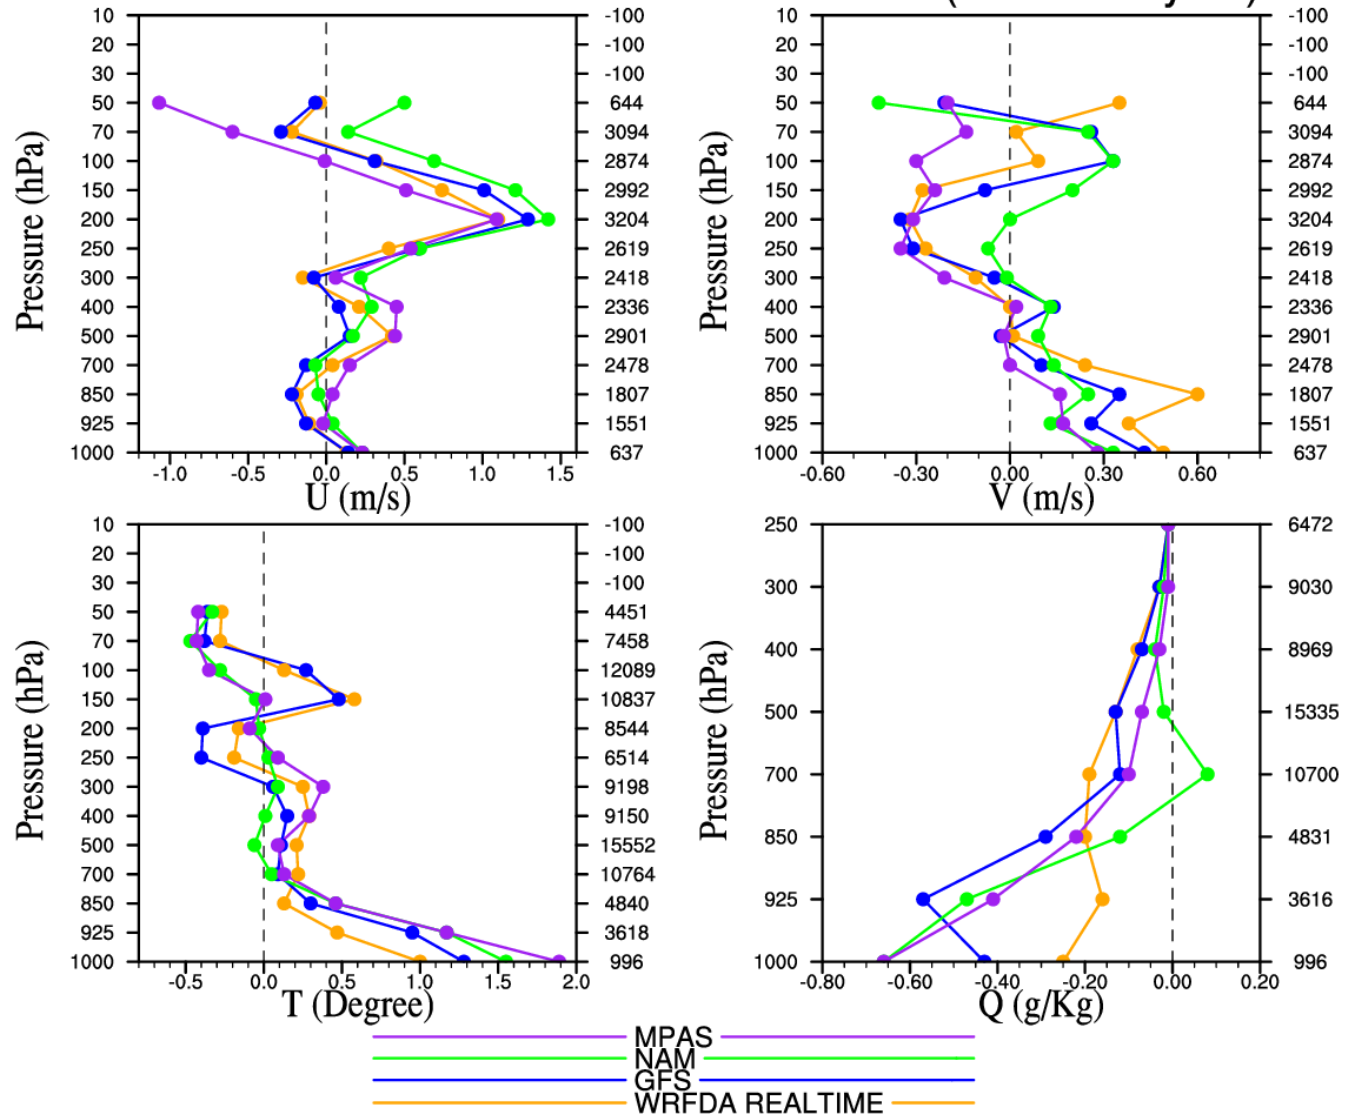 10 -100 10 -100
20 -100 20 -100
30 -100 30 -100
50 644 50 644
70 3094 70 3094
100 2874 100 2874
150 2992 150 2992
200 3204 200 3204
250 2619 250 2619
300 2418 300 2418
400 2336 400 2336
500 2901 500 2901
700 2478 700 2478
850 1807 850 1807
925 1551 925 1551
1000 637 1000 637
Pressure (hPa) Pressure (hPa)
-1.0 -0.5 0.0 0.5 1.0 1.5 -0.60 -0.30 0.00 0.30 0.60
U (m/s) V (m/s)
10 -100 250 6472
20 -100 300 9030
30 -100 400 8969
50 4451 500 15335
70 7458 700 10700
100 12089 850 4831
150 10837 925 3616
200 8544 1000 996
250 6514
300 9198
400 9150
500 15552
700 10764
850 4840
925 3618
1000 996
Pressure (hPa) Pressure (hPa)
-0.5 0.0 0.5 1.0 1.5 2.0 -0.80 -0.60 -0.40 -0.20 0.00 0.20
T (Degree) Q (g/Kg)
MPAS
NAM
GFS
WRFDA REALTIME